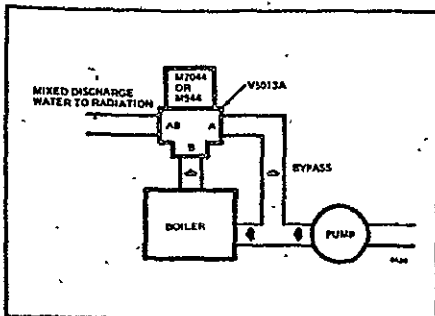 M7044
OR
M944
V5013A
MIXED DISCHARGE
WATER TO RADIATION
AB
A
B
BYPASS
BOILER
PUMP